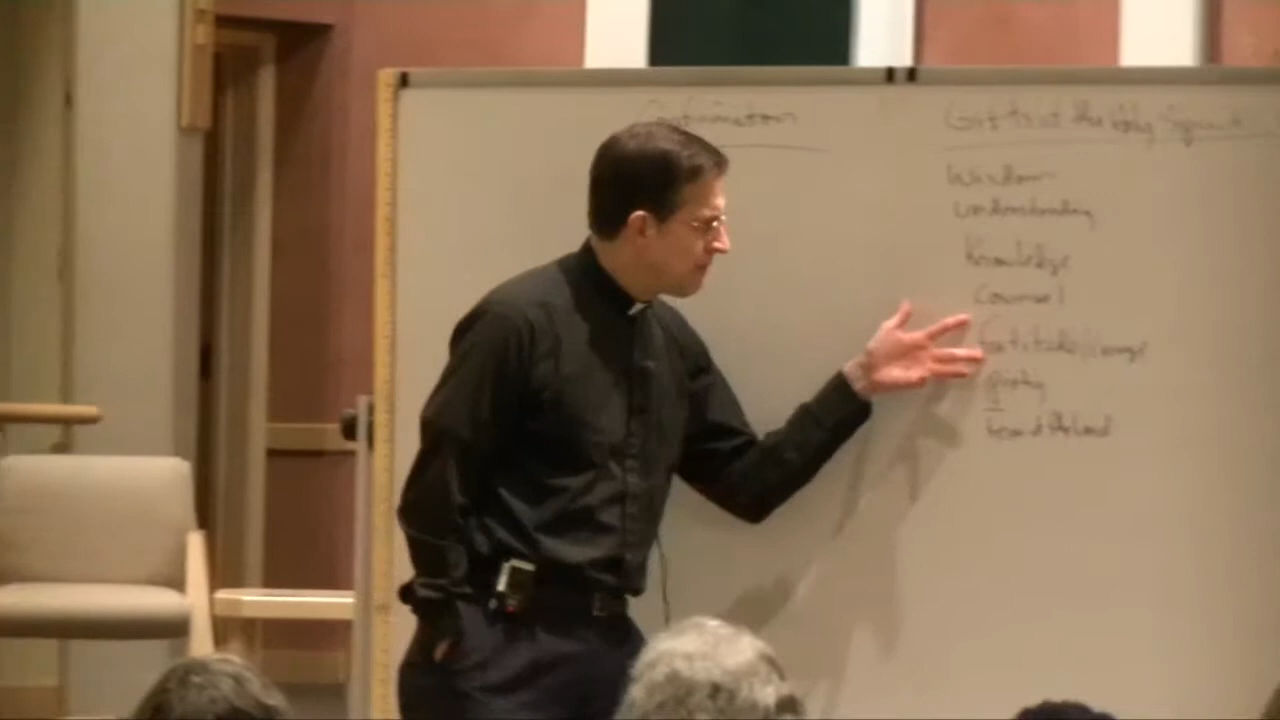 Confirmation
Gifts of the Holy Spirit
Wisdom
Understanding
Knowledge
Counsel
Fortitude/Courage
Piety
Fear of the Lord